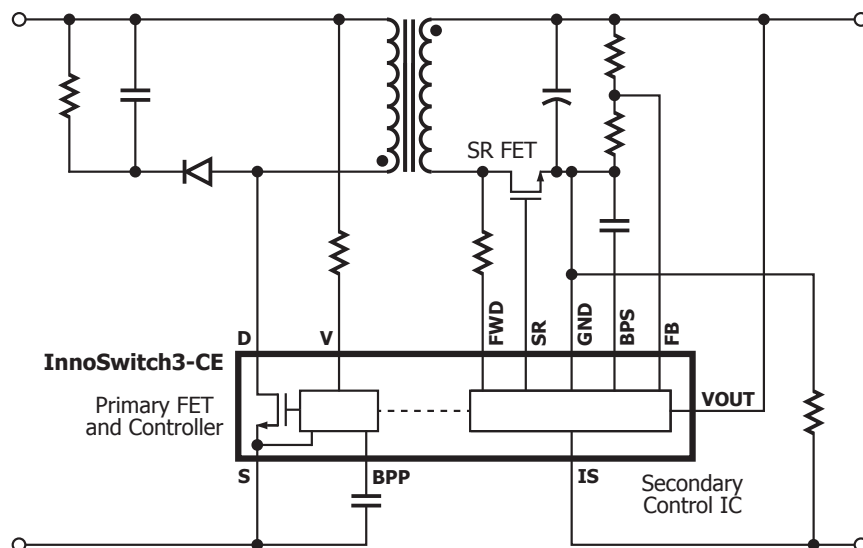 SR FET
D
V
FWD
SR
GND
BPS
FB
InnoSwitch3-CE
VOUT
Primary FET
and Controller
S
BPP
IS
Secondary
Control IC